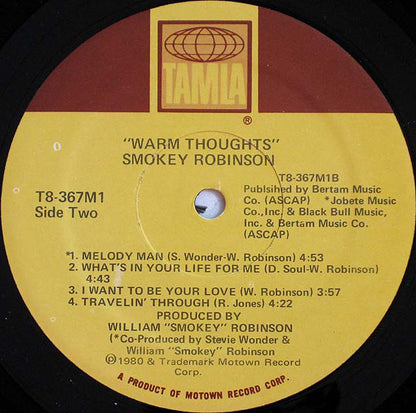 TAMLA
®
"WARM THOUGHTS"
SMOKEY ROBINSON
T8-367M1
Side Two
T8-367M1B
Publsihed by Bertam Music
Co. (ASCAP) *Jobete Music
Co.,Inc. & Black Bull Music,
Inc. & Bertam Music Co.
(ASCAP)
*1. MELODY MAN (S. Wonder-W. Robinson) 4:53
2. WHAT'S IN YOUR LIFE FOR ME (D. Soul-W. Robinson)
4:43
3. I WANT TO BE YOUR LOVE (W. Robinson) 3:57
4. TRAVELIN' THROUGH (R. Jones) 4:22
PRODUCED BY
WILLIAM "SMOKEY" ROBINSON
(*Co-Produced by Stevie Wonder &
William "Smokey" Robinson
℗1980 & Trademark Motown Record
Corp.
A PRODUCT OF MOTOWN RECORD CORP.